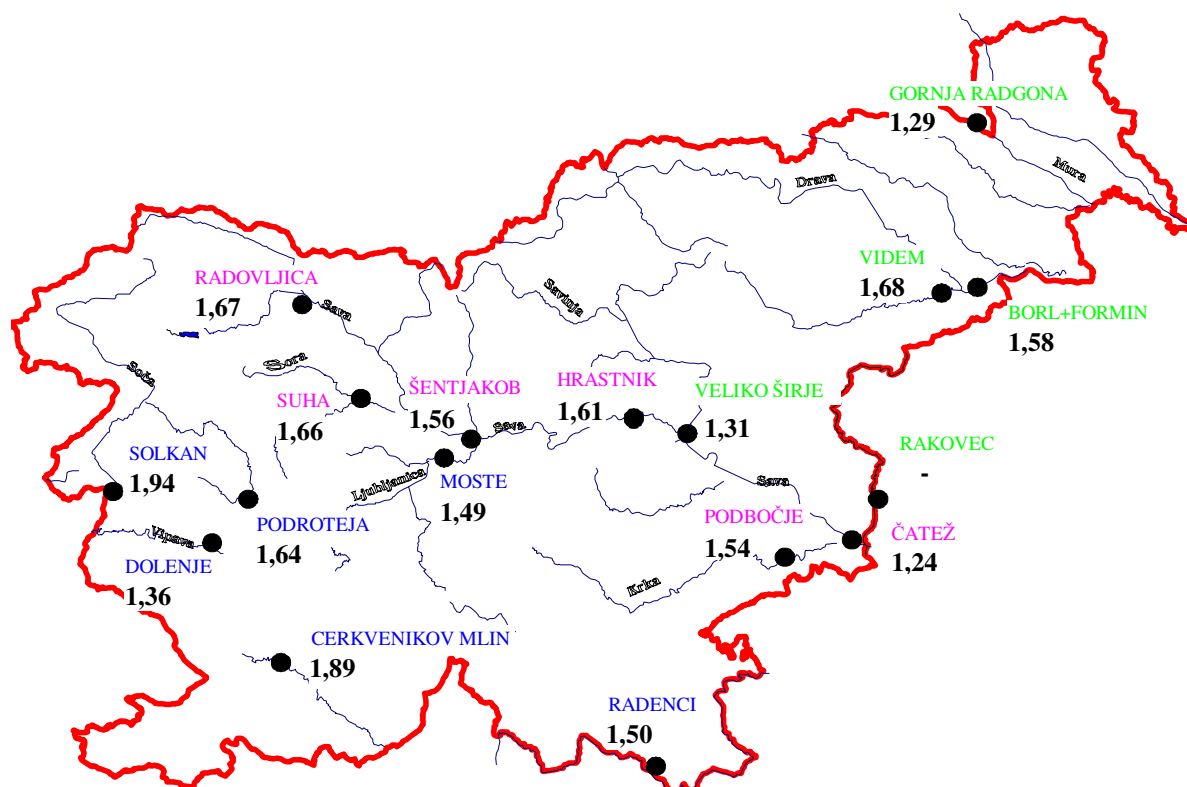 GORNJA RADGONA
1,29
Mura
Drava
VIDEM
1,68
BORL+FORMIN
1,58
RADOVLJICA
1,67
Sava
Savinja
Soča
Sora
SUHA
1,66
ŠENTJAKOB
1,56
Sava
HRASTNIK
1,61
VELIKO ŠIRJE
1,31
RAKOVEC
-
SOLKAN
1,94
Ljubljanica
MOSTE
1,49
Sava
PODROTEJA
1,64
Vipava
DOLENJE
1,36
PODBOČJE
1,54
ČATEŽ
1,24
Krka
CERKVENIKOV MLIN
1,89
RADENCI
1,50